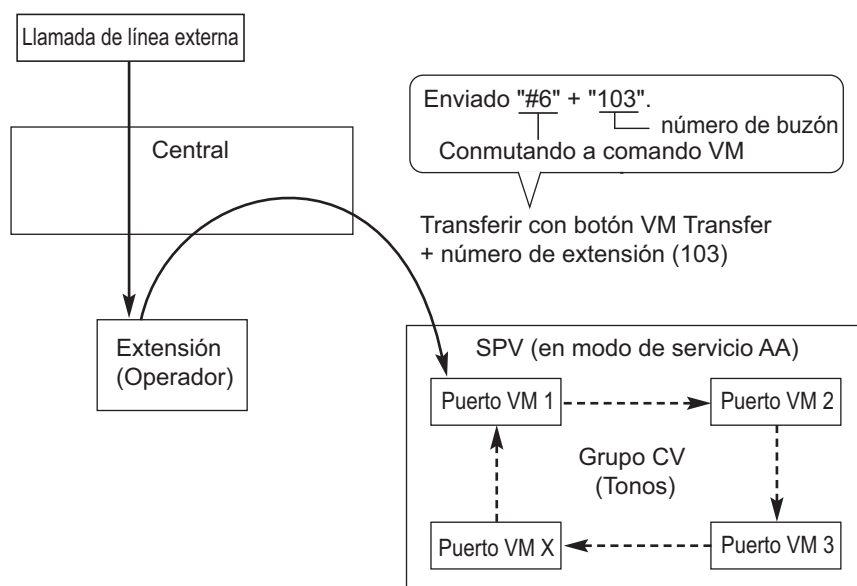 Llamada de línea externa
Central
Enviado "#6" + "103".
número de buzón
Conmutando a comando VM
Transferir con botón VM Transfer
+ número de extensión (103)
Extensión
(Operador)
SPV (en modo de servicio AA)
Puerto VM 1
Puerto VM 2
Grupo CV
(Tonos)
Puerto VM X
Puerto VM 3